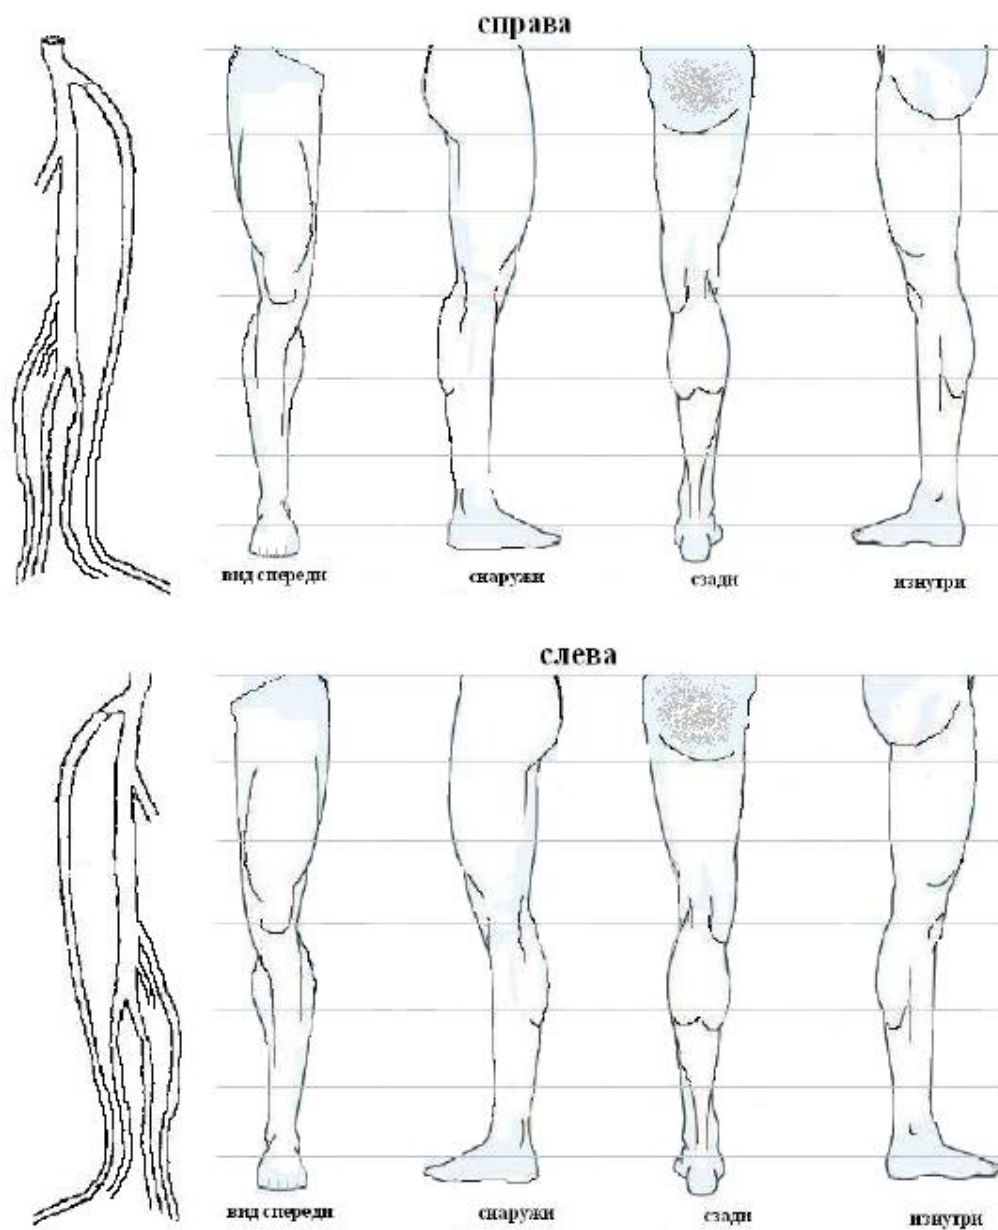 справа
вид спереди
снаружи
сзади
изнутри
слева
вид спереди
снаружи
сзади
изнутри